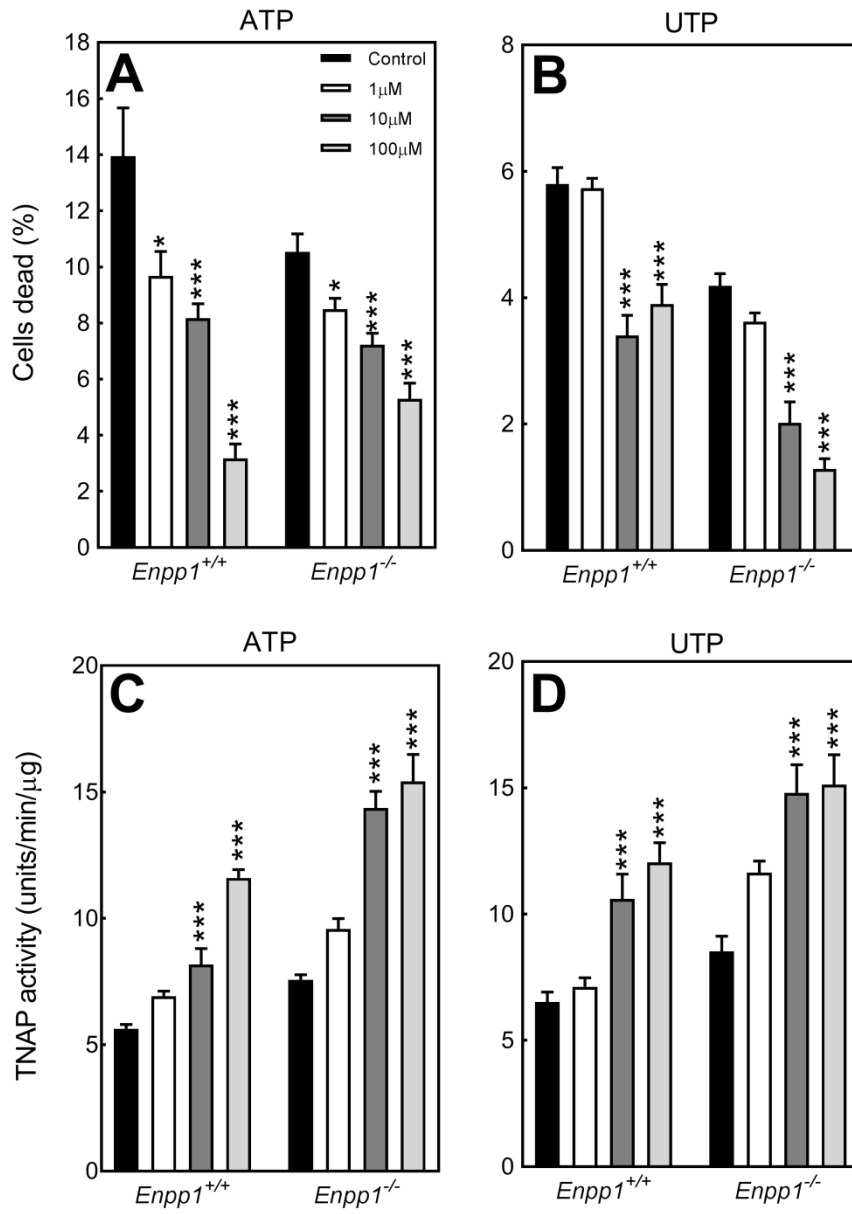 ATP
UTP
A
B
Control
1μM
10μM
100μM
Cells dead (%)
18
16
14
12
10
8
6
4
2
0
*
***
***
*
***
***
Enpp1+/+
Enpp1-/-
8
6
4
2
0
***
***
***
***
Enpp1+/+
Enpp1-/-
ATP
UTP
C
D
TNAP activity (units/min/μg)
20
15
10
5
0
***
***
***
***
Enpp1+/+
Enpp1-/-
20
15
10
5
0
***
***
***
***
Enpp1+/+
Enpp1-/-